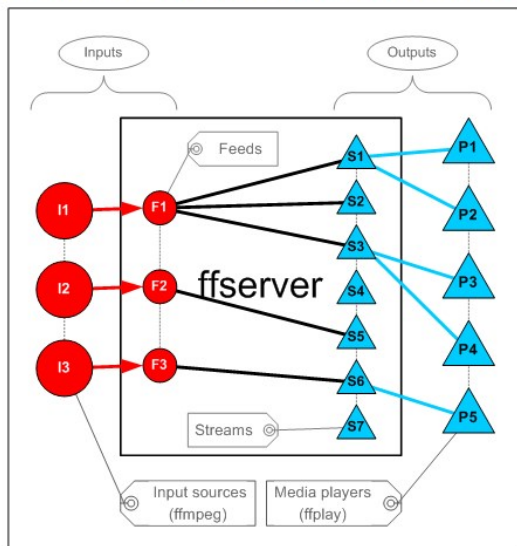 Inputs
Outputs
Feeds
S1
P1
I1
F1
S2
P2
S3
I2
F2
ffserver
S4
P3
S5
P4
I3
F3
S6
P5
Streams
S7
Input sources
(ffmpeg)
Media players
(ffplay)